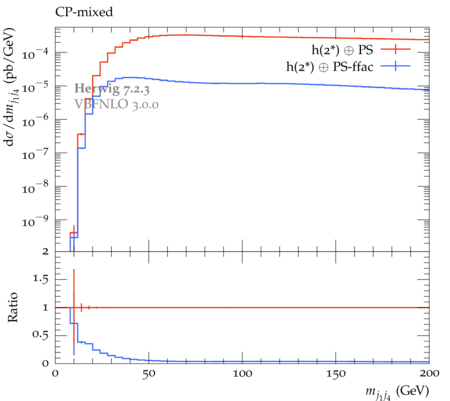 CP-mixed
dσ/dm_{j_1j_4} (pb/GeV)
10^{−4}
10^{−5}
10^{−6}
10^{−7}
10^{−8}
10^{−9}
h(2*) ⊕ PS
h(2*) ⊕ PS-ffac
Herwig 7.2.3
VBFNLO 3.0.0
Ratio
2
1.5
1
0.5
0
0 50 100 150 200
m_{j_1j_4} (GeV)